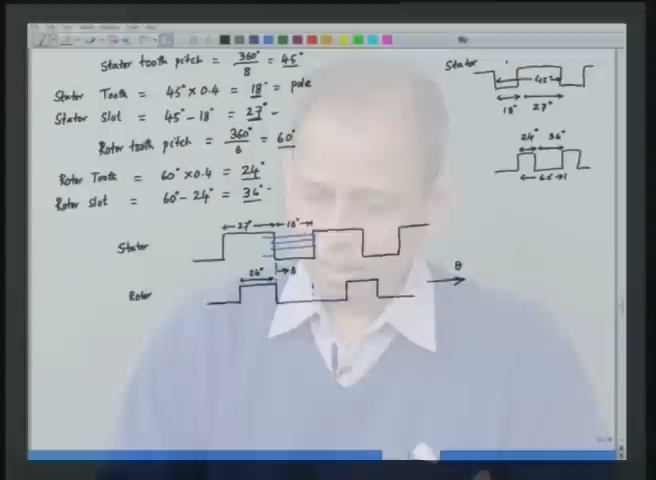 Stator tooth pitch = 360°/8 = 45°
Stator Tooth = 45° × 0.4 = 18° = pole
Stator Slot = 45° - 18° = 27°
Rotor tooth pitch = 360°/6 = 60°
Rotor Tooth = 60° × 0.4 = 24°
Rotor Slot = 60° - 24° = 36°
Stator
45°
18° 27°
24° 36°
60°
27° 18°
Stator
θ
24°
Rotor
θ